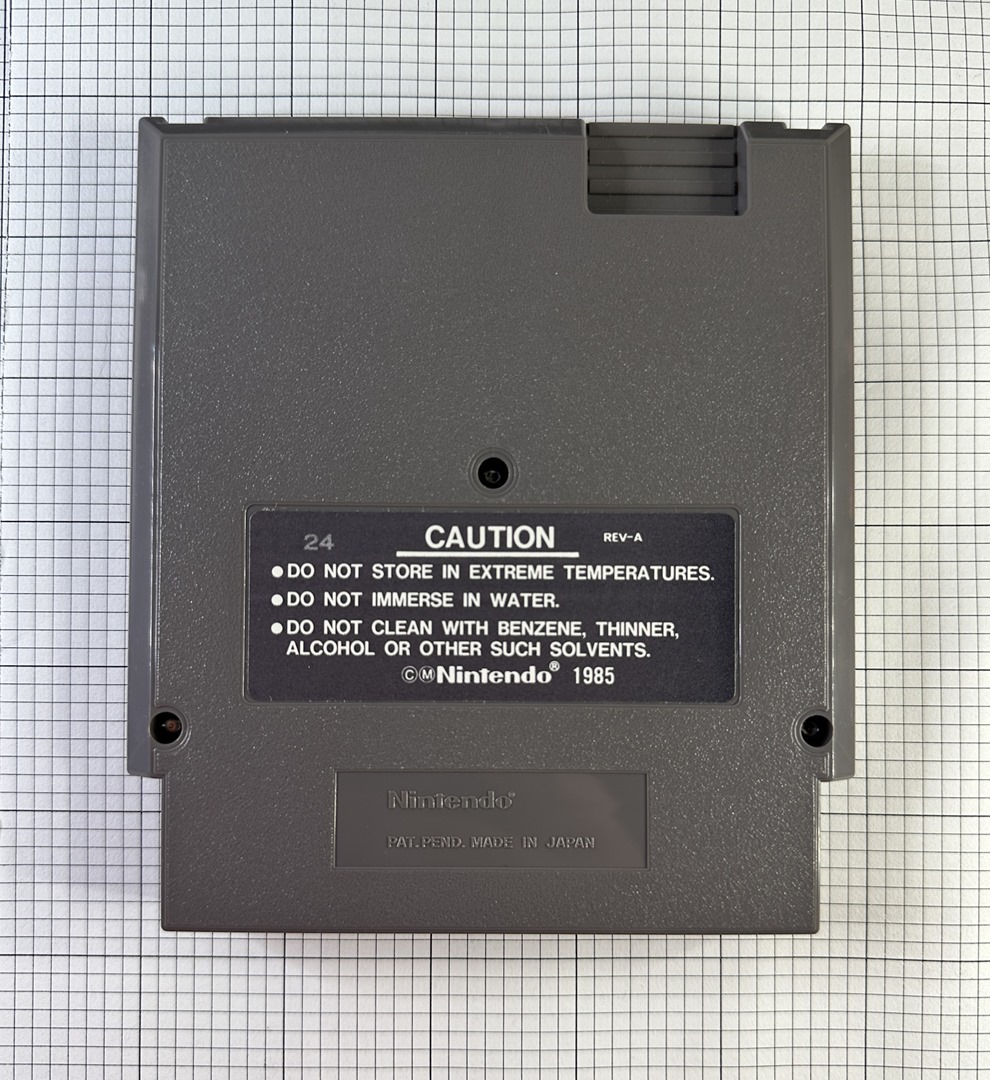 24 CAUTION REV-A
●DO NOT STORE IN EXTREME TEMPERATURES.
●DO NOT IMMERSE IN WATER.
●DO NOT CLEAN WITH BENZENE, THINNER,
ALCOHOL OR OTHER SUCH SOLVENTS.
ⒸⓂNintendo® 1985
Nintendo®
PAT. PEND. MADE IN JAPAN